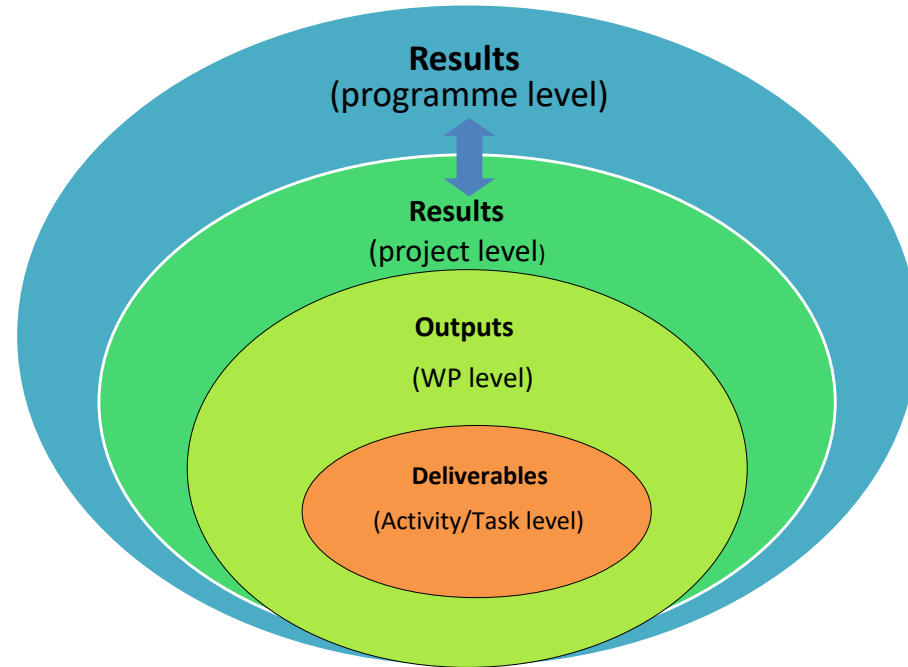 Results
(programme level)
Results
(project level)
Outputs
(WP level)
Deliverables
(Activity/Task level)